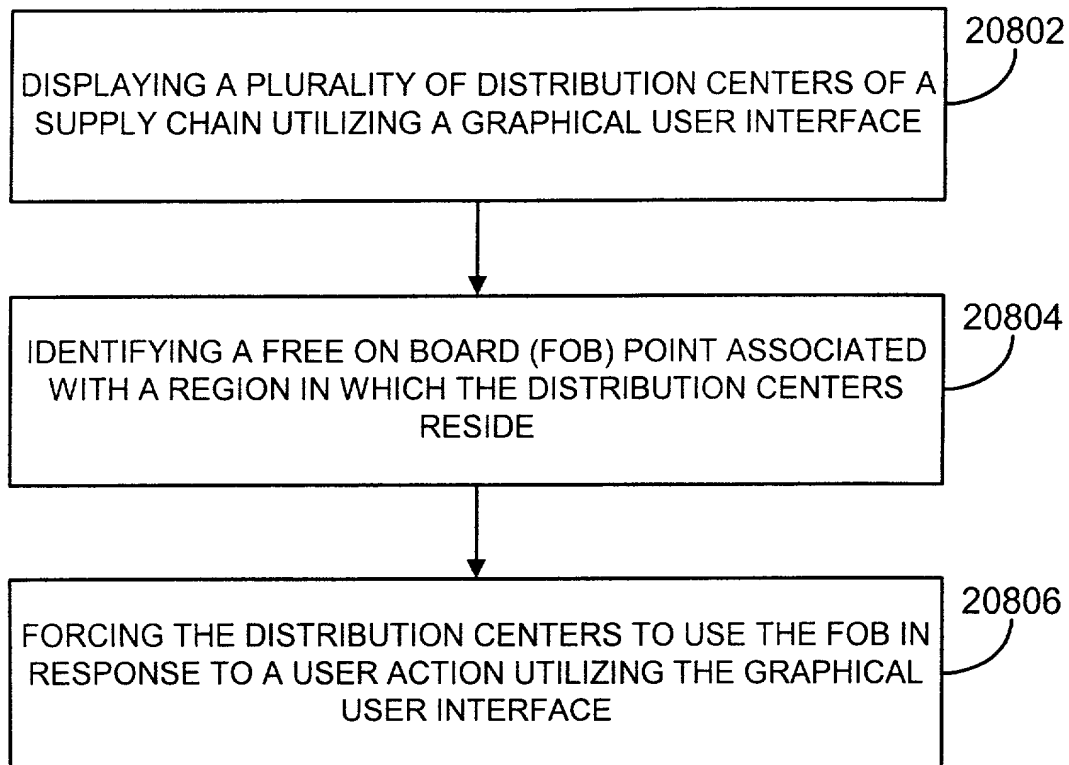 20802
DISPLAYING A PLURALITY OF DISTRIBUTION CENTERS OF A
SUPPLY CHAIN UTILIZING A GRAPHICAL USER INTERFACE
20804
IDENTIFYING A FREE ON BOARD (FOB) POINT ASSOCIATED
WITH A REGION IN WHICH THE DISTRIBUTION CENTERS
RESIDE
20806
FORCING THE DISTRIBUTION CENTERS TO USE THE FOB IN
RESPONSE TO A USER ACTION UTILIZING THE GRAPHICAL
USER INTERFACE